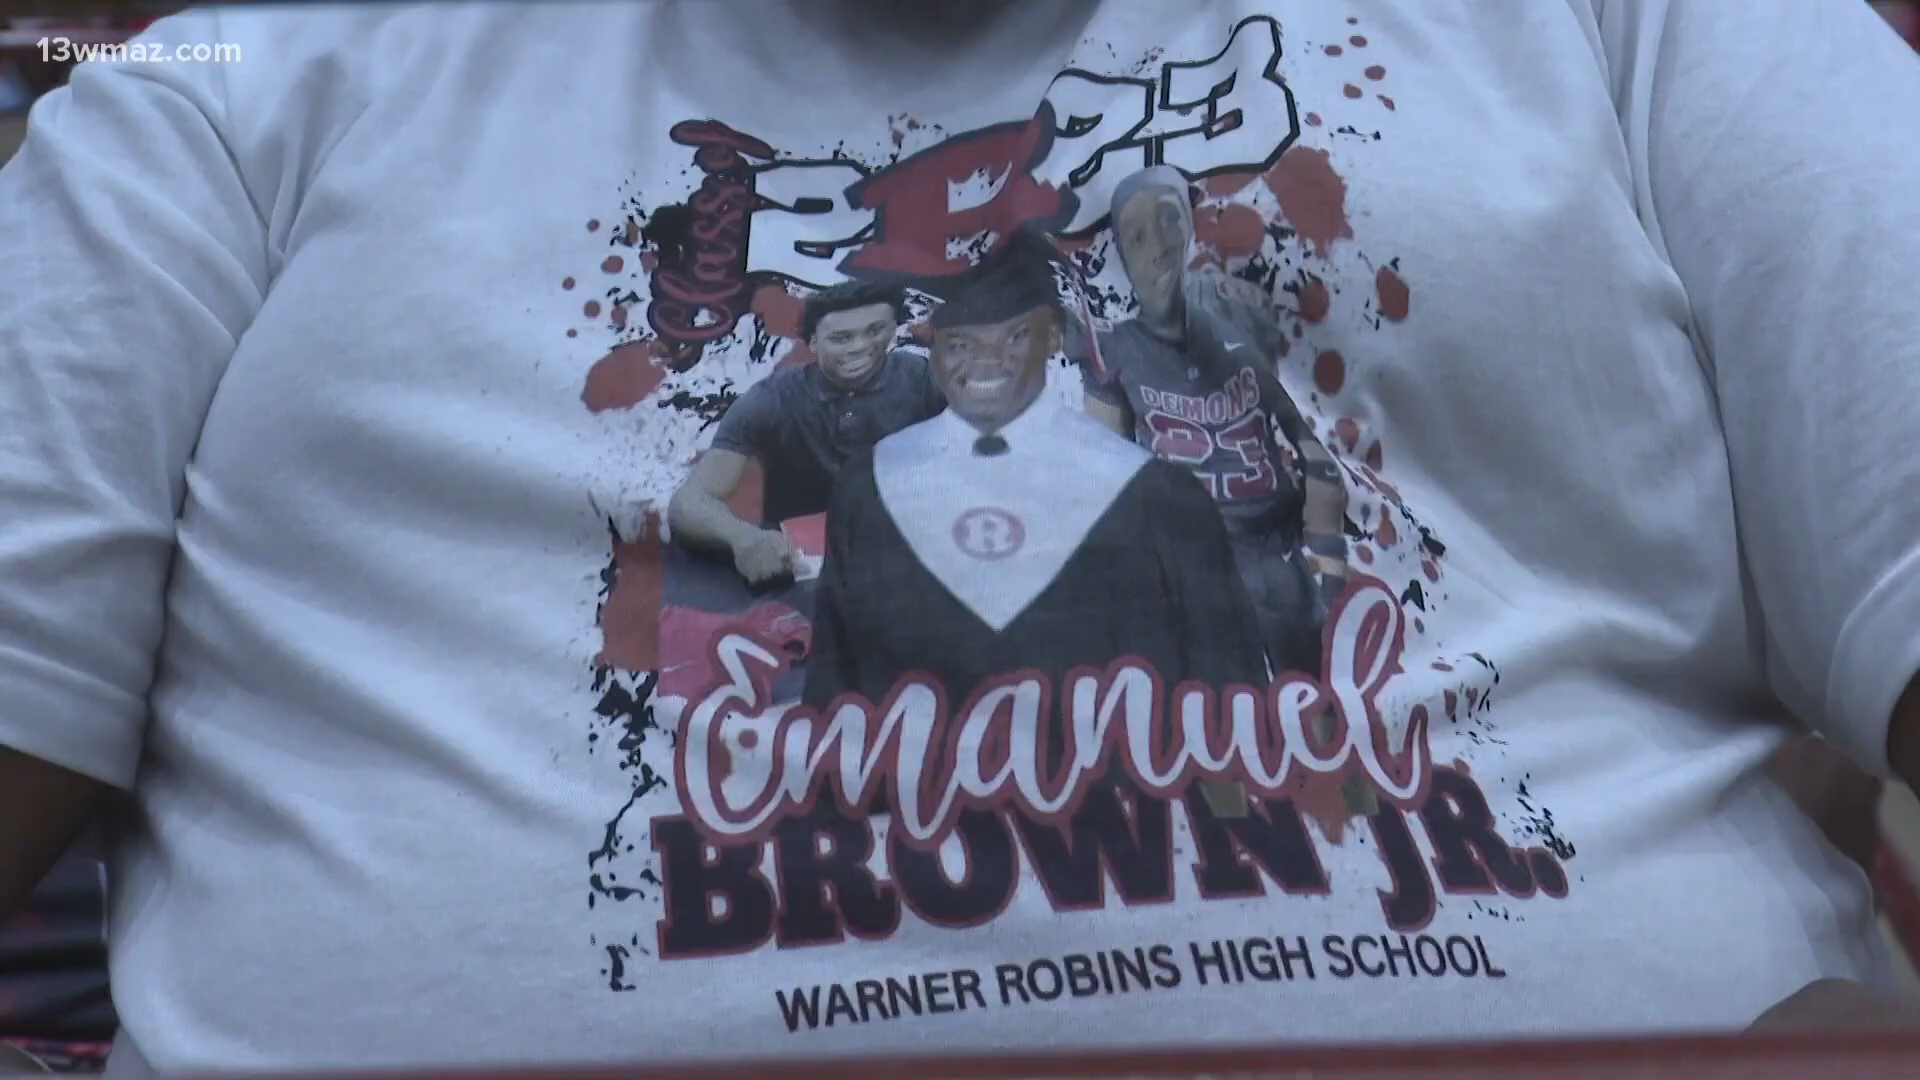 13wmaz.com
Class of
2023
R
DEMONS
23
Emanuel
BROWN JR.
WARNER ROBINS HIGH SCHOOL